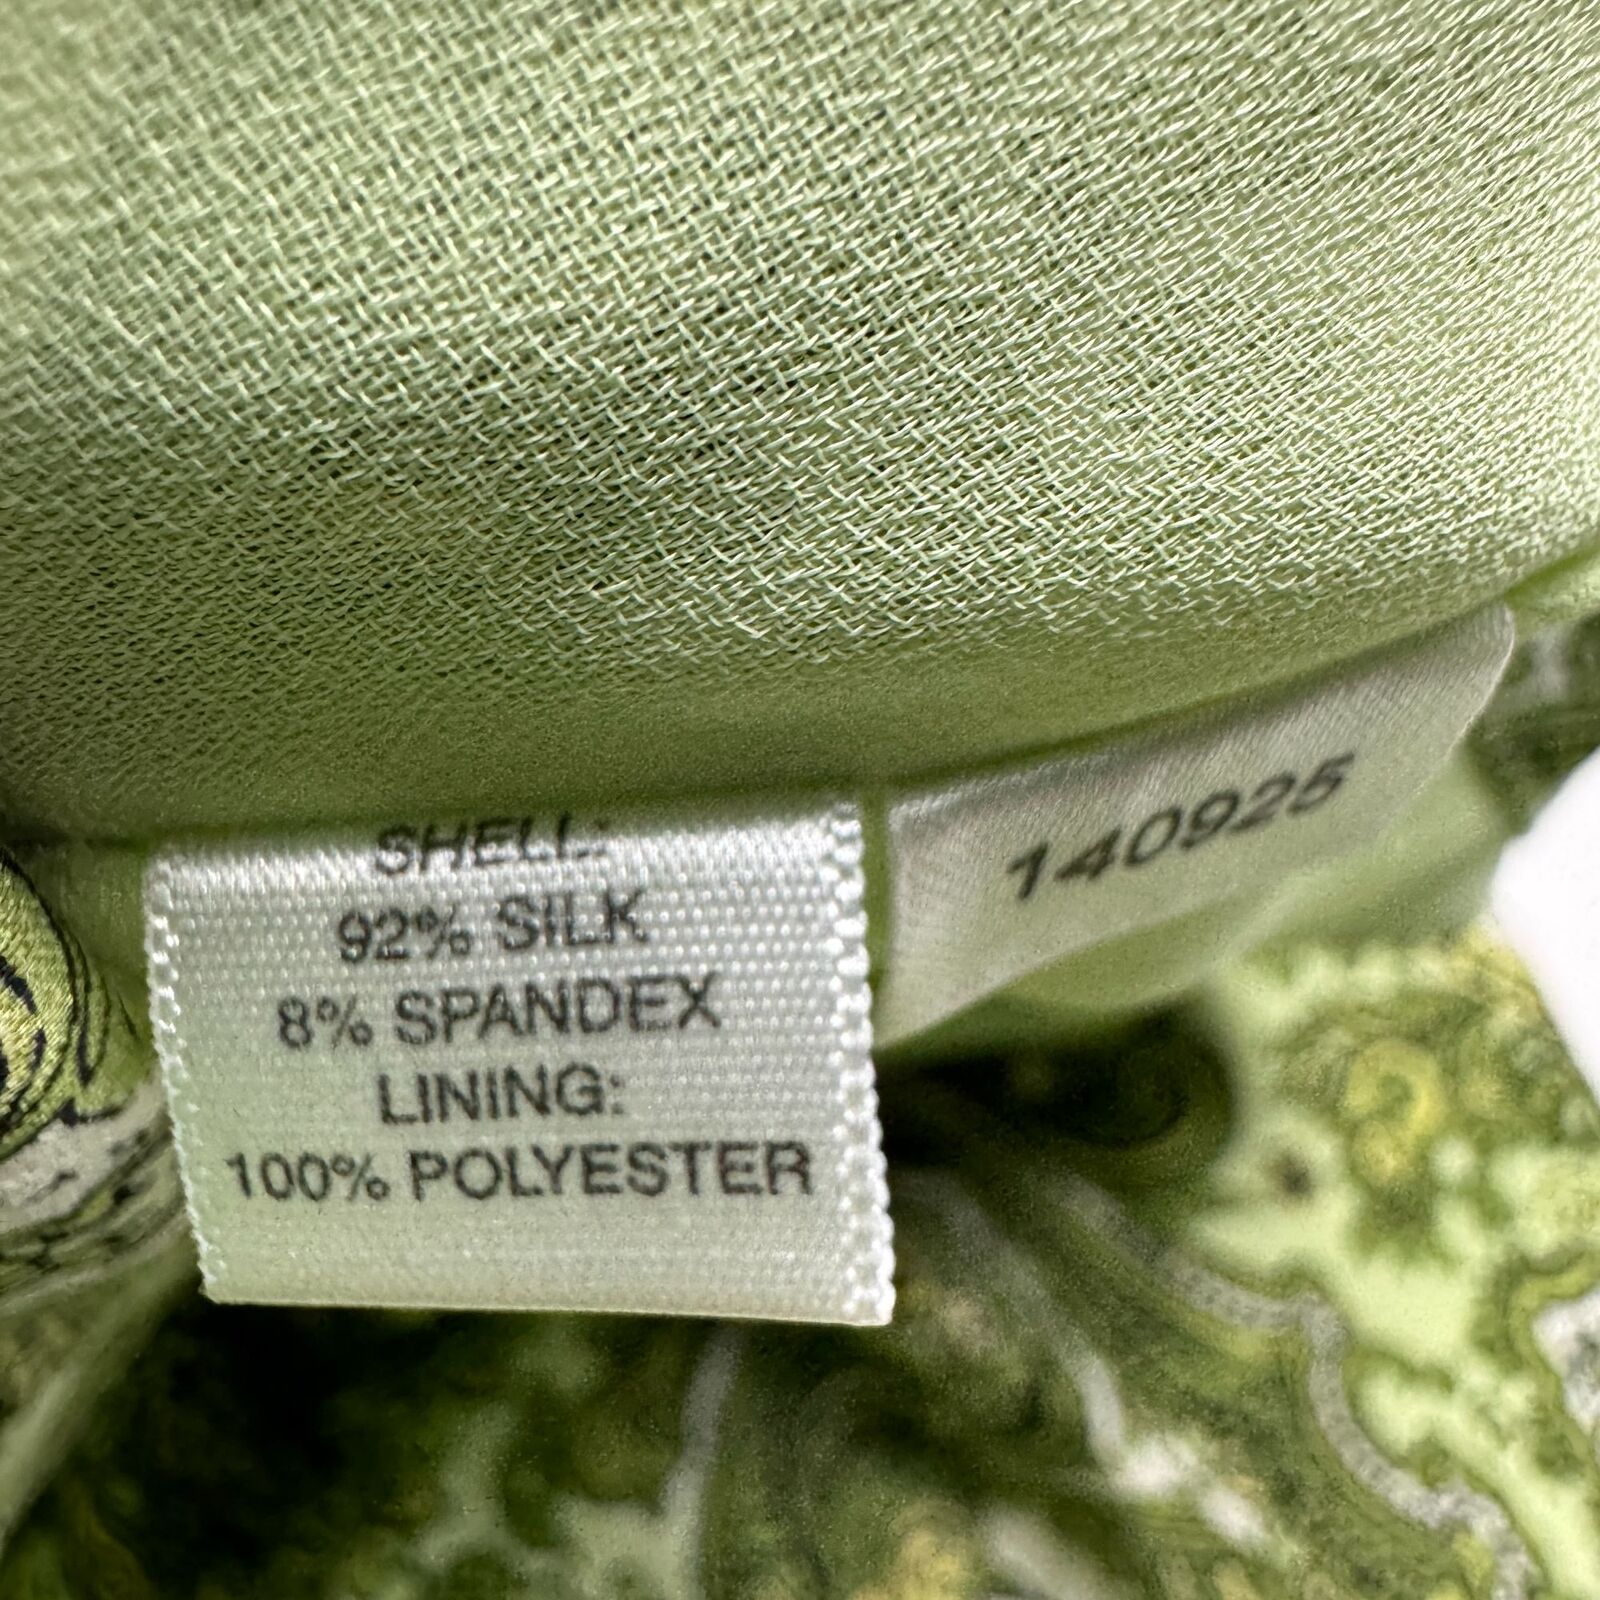 SHELL:
92% SILK
8% SPANDEX
LINING:
100% POLYESTER
140925